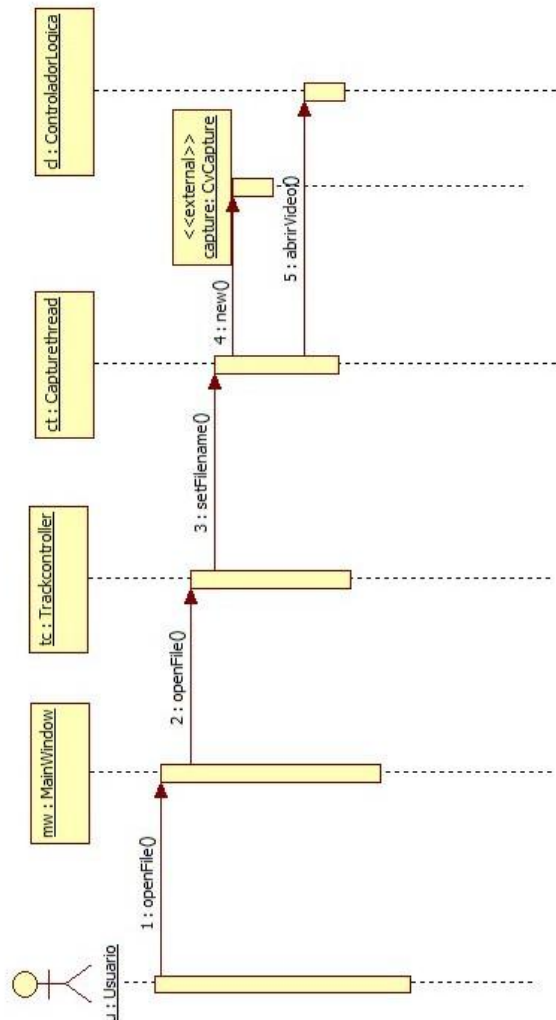 u : Usuario
mw : MainWindow
tc : Trackcontroller
ct : Capturethread
<<external>>
capture: CvCapture
cl : ControladorLogica
1 : openFile()
2 : openFile()
3 : setFilename()
4 : new()
5 : abrirVideo()